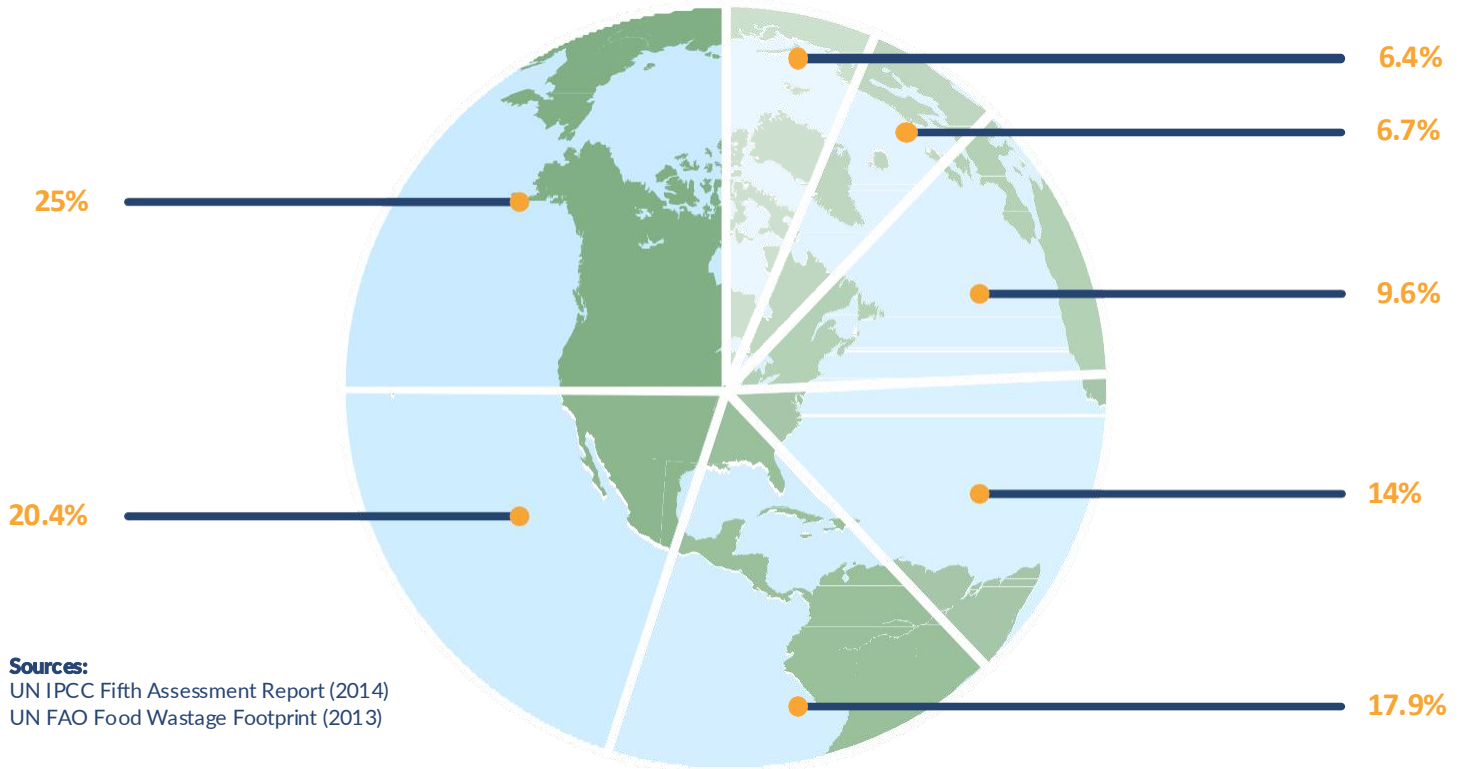 6.4%
6.7%
25%
9.6%
14%
20.4%
Sources:
UN IPCC Fifth Assessment Report (2014)
UN FAO Food Wastage Footprint (2013)
17.9%